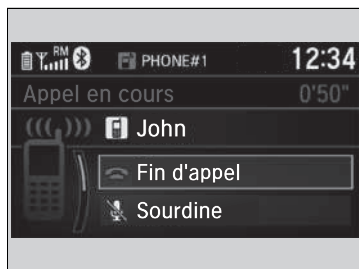 RM PHONE#1 12:34
Appel en cours 0'50"
John
Fin d'appel
Sourdine